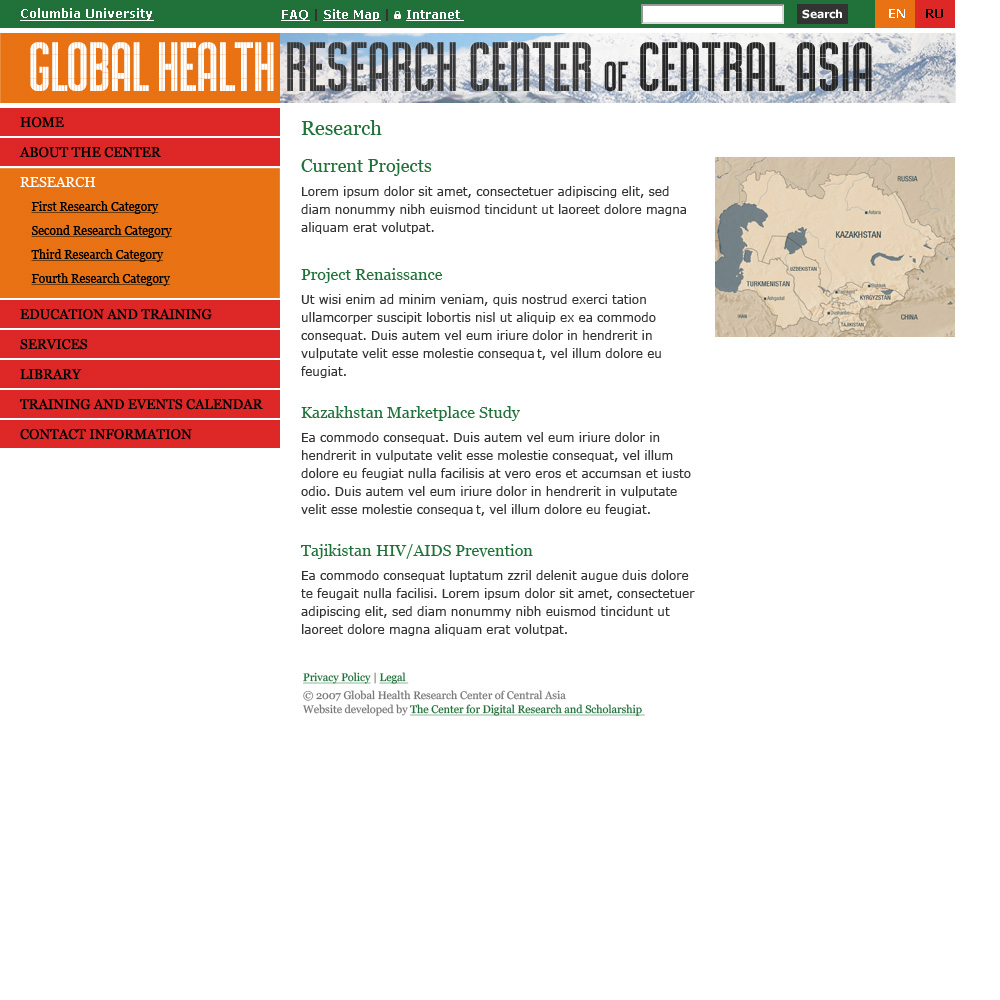 Columbia University
FAQ | Site Map | Intranet
Search
EN
RU
GLOBAL HEALTH RESEARCH CENTER OF CENTRAL ASIA
HOME
ABOUT THE CENTER
RESEARCH
First Research Category
Second Research Category
Third Research Category
Fourth Research Category
EDUCATION AND TRAINING
SERVICES
LIBRARY
TRAINING AND EVENTS CALENDAR
CONTACT INFORMATION
Research
Current Projects
Lorem ipsum dolor sit amet, consectetuer adipiscing elit, sed
diam nonummy nibh euismod tincidunt ut laoreet dolore magna
aliquam erat volutpat.
Project Renaissance
Ut wisi enim ad minim veniam, quis nostrud exerci tation
ullamcorper suscipit lobortis nisl ut aliquip ex ea commodo
consequat. Duis autem vel eum iriure dolor in hendrerit in
vulputate velit esse molestie consequat, vel illum dolore eu
feugiat.
Kazakhstan Marketplace Study
Ea commodo consequat. Duis autem vel eum iriure dolor in
hendrerit in vulputate velit esse molestie consequat, vel illum
dolore eu feugiat nulla facilisis at vero eros et accumsan et iusto
odio. Duis autem vel eum iriure dolor in hendrerit in vulputate
velit esse molestie consequat, vel illum dolore eu feugiat.
Tajikistan HIV/AIDS Prevention
Ea commodo consequat luptatum zzril delenit augue duis dolore
te feugait nulla facilisi. Lorem ipsum dolor sit amet, consectetuer
adipiscing elit, sed diam nonummy nibh euismod tincidunt ut
laoreet dolore magna aliquam erat volutpat.
RUSSIA
Astana
KAZAKHSTAN
UZBEKISTAN
TURKMENISTAN
Ashgabat
Tashkent
Bishkek
KYRGYZSTAN
Dushanbe
TAJIKISTAN
IRAN
CHINA
Privacy Policy | Legal
© 2007 Global Health Research Center of Central Asia
Website developed by The Center for Digital Research and Scholarship